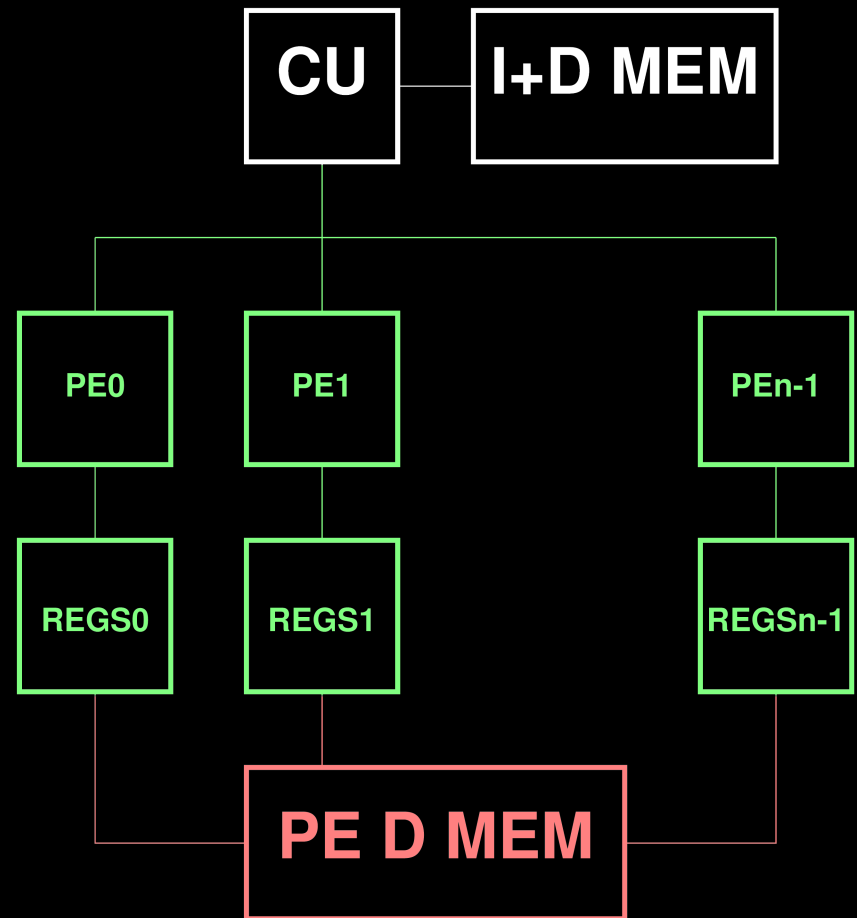 CU
I+D MEM
PE0
PE1
PEn-1
REGS0
REGS1
REGSn-1
PE D MEM